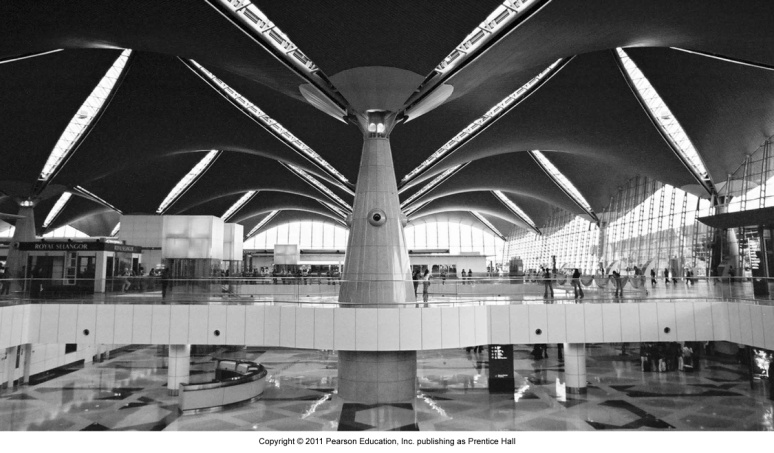 ROYAL SELANGOR
Copyright © 2011 Pearson Education, Inc. publishing as Prentice Hall